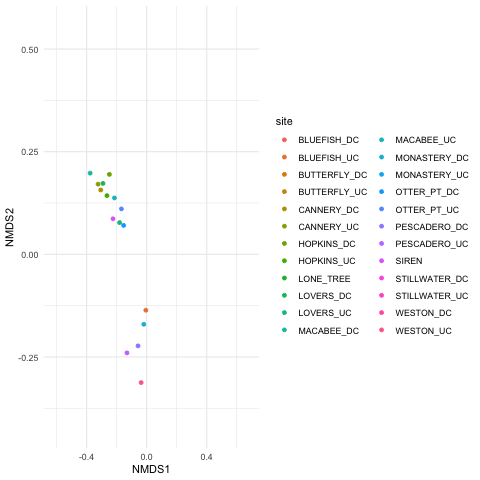 site
0.50
0.25
0.00
-0.25
NMDS2
-0.4
0.0
0.4
NMDS1
BLUEFISH_DC
BLUEFISH_UC
BUTTERFLY_DC
BUTTERFLY_UC
CANNERY_DC
CANNERY_UC
HOPKINS_DC
HOPKINS_UC
LONE_TREE
LOVERS_DC
LOVERS_UC
MACABEE_DC
MACABEE_UC
MONASTERY_DC
MONASTERY_UC
OTTER_PT_DC
OTTER_PT_UC
PESCADERO_DC
PESCADERO_UC
SIREN
STILLWATER_DC
STILLWATER_UC
WESTON_DC
WESTON_UC